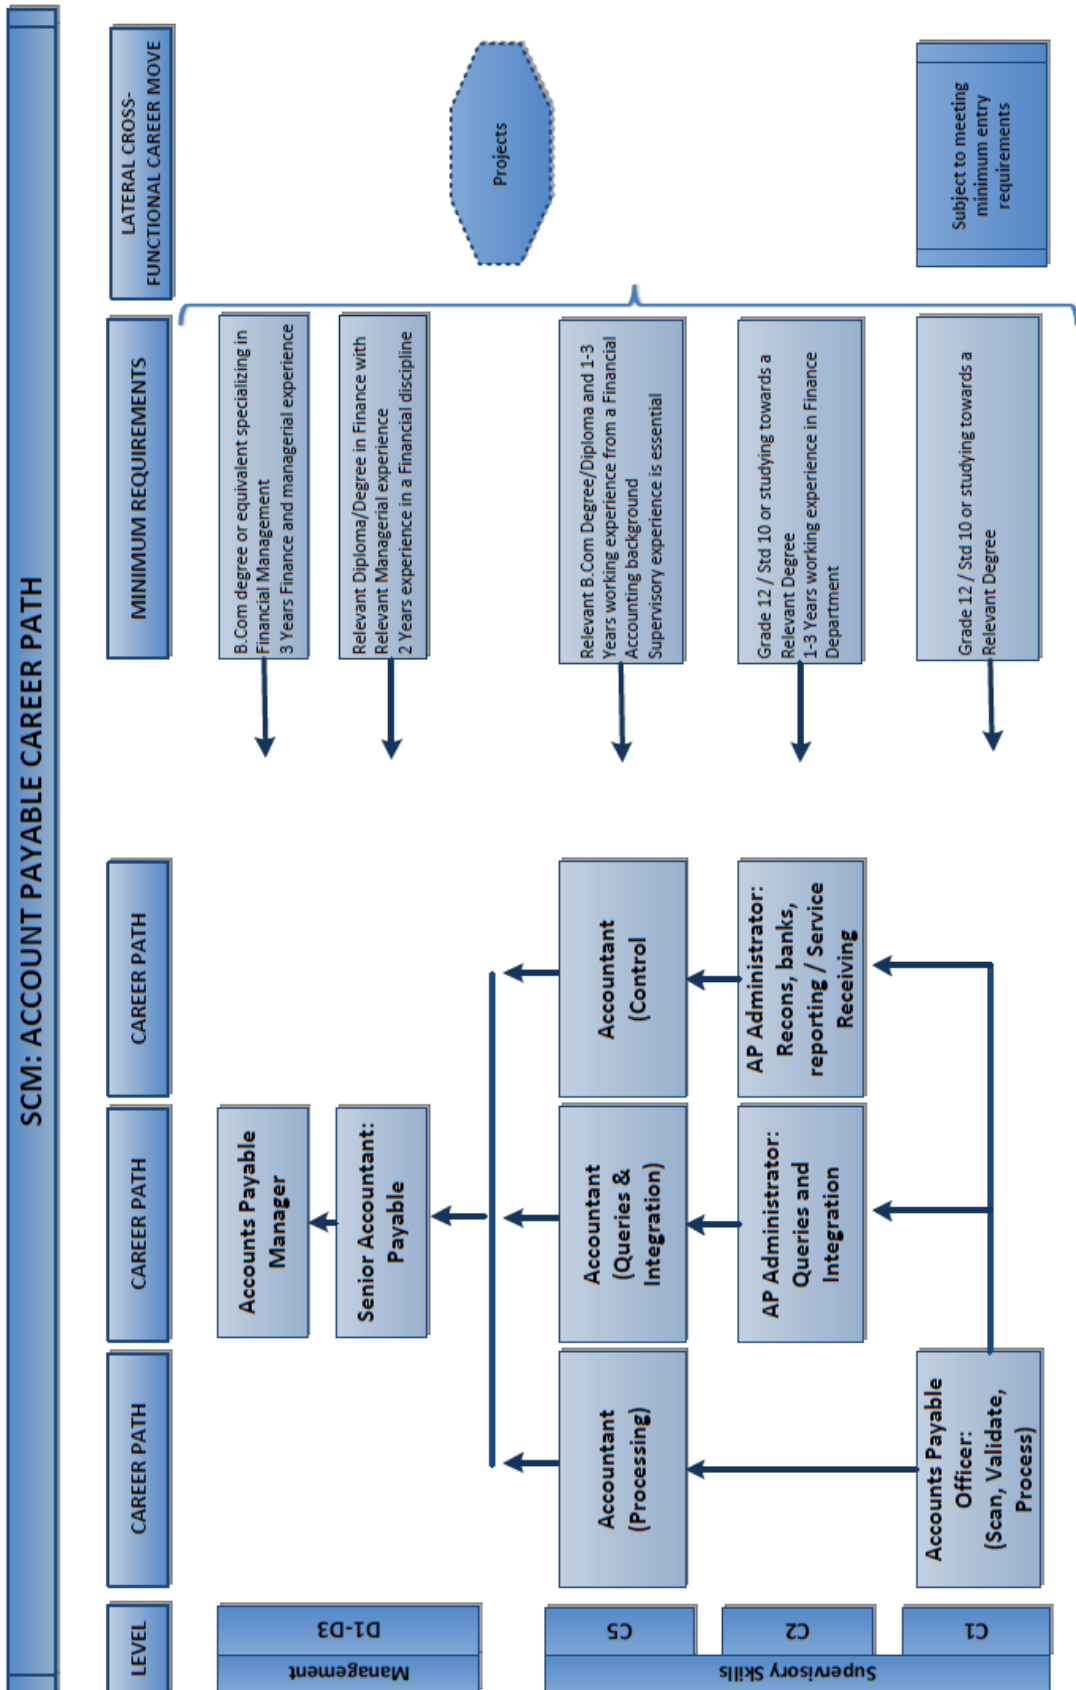 SCM: ACCOUNT PAYABLE CAREER PATH
LEVEL
CAREER PATH
CAREER PATH
CAREER PATH
MINIMUM REQUIREMENTS
LATERAL CROSS-
FUNCTIONAL CAREER MOVE
Management
D1-D3
Accounts Payable
Manager
B.Com degree or equivalent specializing in
Financial Management
3 Years Finance and managerial experience
Senior Accountant:
Payable
Relevant Diploma/Degree in Finance with
Relevant Managerial experience
2 Years experience in a Financial discipline
Projects
Supervisory Skills
C5
Accountant
(Processing)
Accountant
(Queries &
Integration)
Accountant
(Control
Relevant B.Com Degree/Diploma and 1-3
Years working experience from a Financial
Accounting background
Supervisory experience is essential
C2
AP Administrator:
Queries and
Integration
AP Administrator:
Recons, banks,
reporting / Service
Receiving
Grade 12 / Std 10 or studying towards a
Relevant Degree
1-3 Years working experience in Finance
Department
C1
Accounts Payable
Officer:
(Scan, Validate,
Process)
Grade 12 / Std 10 or studying towards a
Relevant Degree
Subject to meeting
minimum entry
requirements